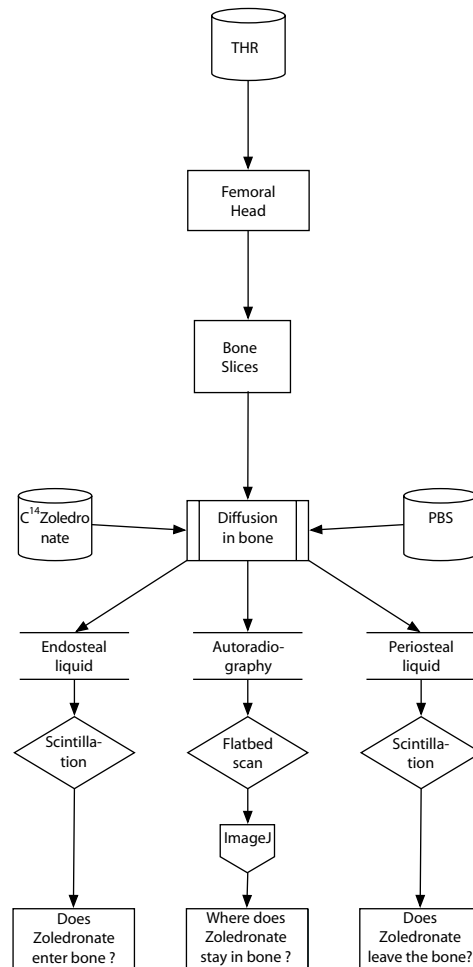 THR
Femoral
Head
Bone
Slices
C¹⁴Zoledro
nate
Diffusion
in bone
PBS
Endosteal
liquid
Autoradio-
graphy
Periosteal
liquid
Scintilla-
tion
Flatbed
scan
Scintilla-
tion
ImageJ
Does
Zoledronate
enter bone ?
Where does
Zoledronate
stay in bone ?
Does
Zoledronate
leave the bone?